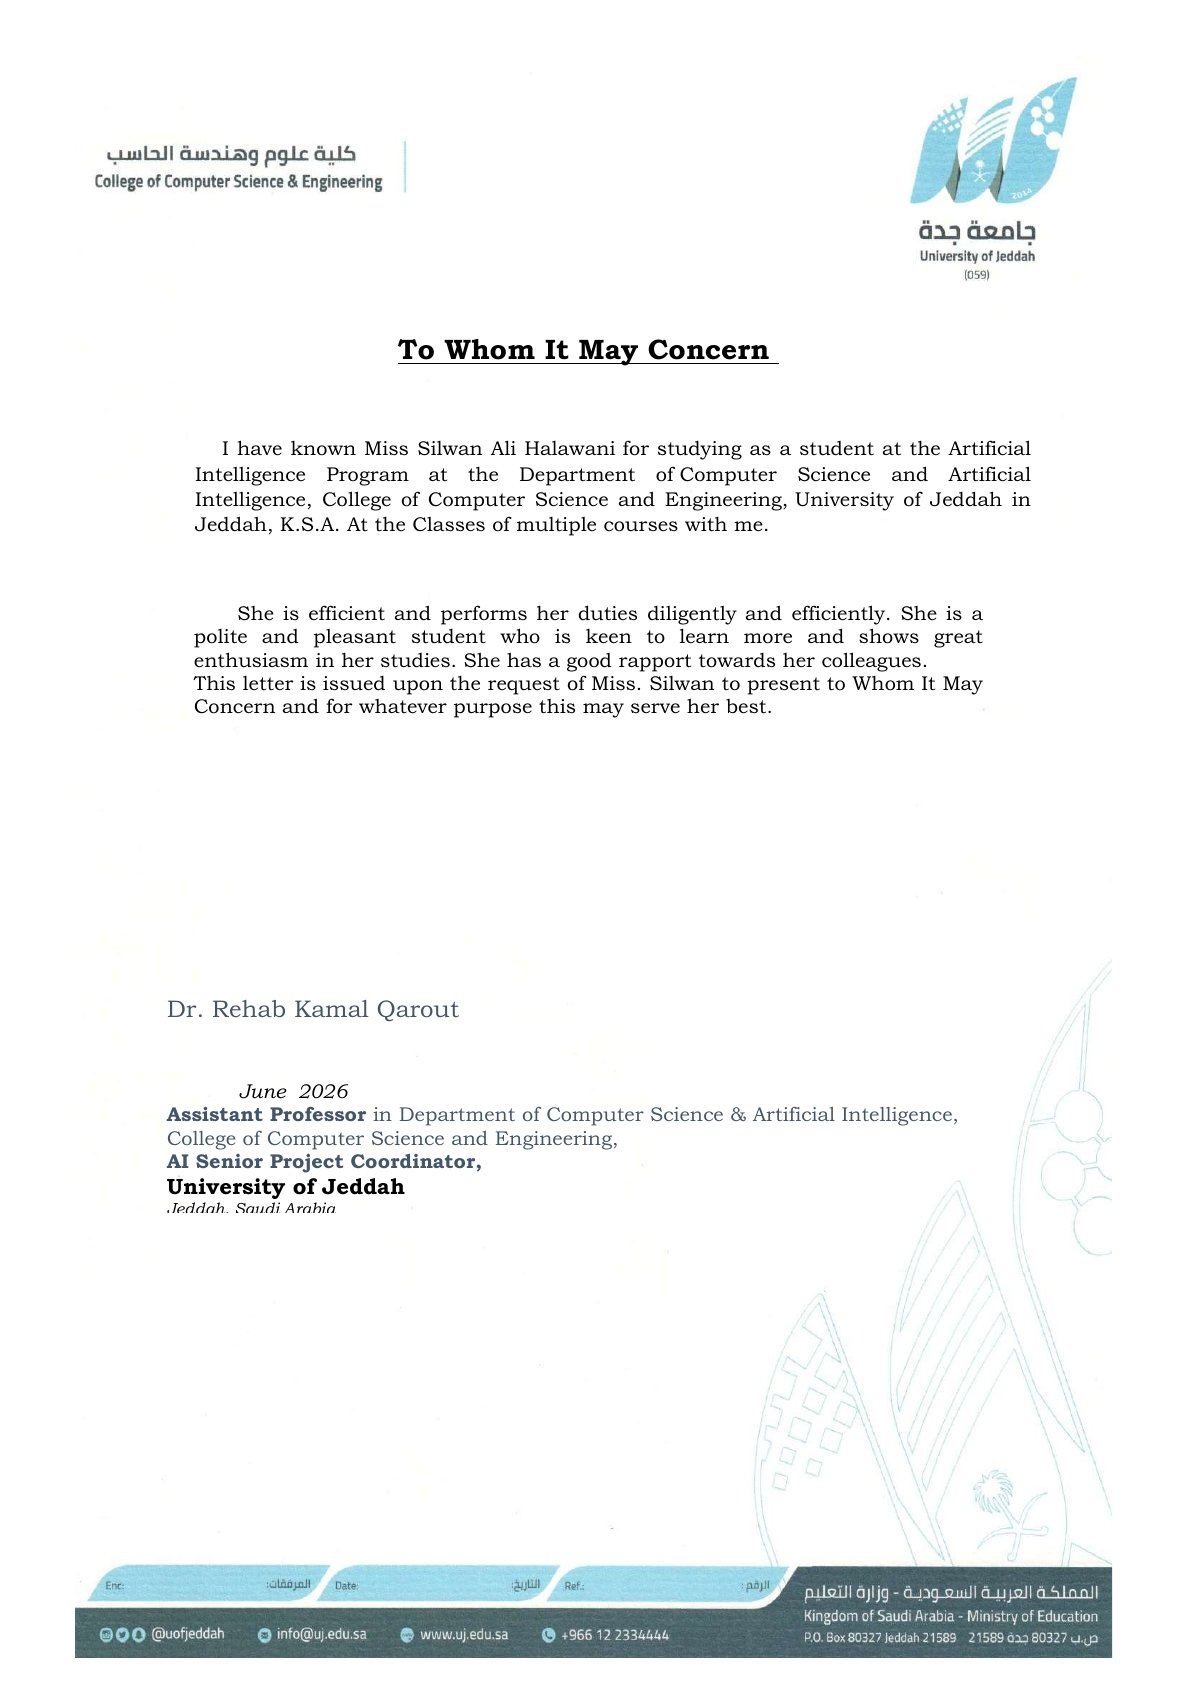 كلية علوم وهندسة الحاسب
College of Computer Science & Engineering
2014
جامعة جدة
University of Jeddah
(059)
To Whom It May Concern
I have known Miss Silwan Ali Halawani for studying as a student at the Artificial
Intelligence Program at the Department of Computer Science and Artificial
Intelligence, College of Computer Science and Engineering, University of Jeddah in
Jeddah, K.S.A. At the Classes of multiple courses with me.
She is efficient and performs her duties diligently and efficiently. She is a
polite and pleasant student who is keen to learn more and shows great
enthusiasm in her studies. She has a good rapport towards her colleagues.
This letter is issued upon the request of Miss. Silwan to present to Whom It May
Concern and for whatever purpose this may serve her best.
Dr. Rehab Kamal Qarout
June 2026
Assistant Professor in Department of Computer Science & Artificial Intelligence,
College of Computer Science and Engineering,
AI Senior Project Coordinator,
University of Jeddah
Jeddah, Saudi Arabia
Enc: المرفقات: Date: التاريخ: Ref.: الرقم:
المملكة العربية السعودية - وزارة التعليم
Kingdom of Saudi Arabia - Ministry of Education
P.O. Box 80327 Jeddah 21589 ص.ب 80327 جدة 21589
@uofjeddah info@uj.edu.sa www.uj.edu.sa +966 12 2334444